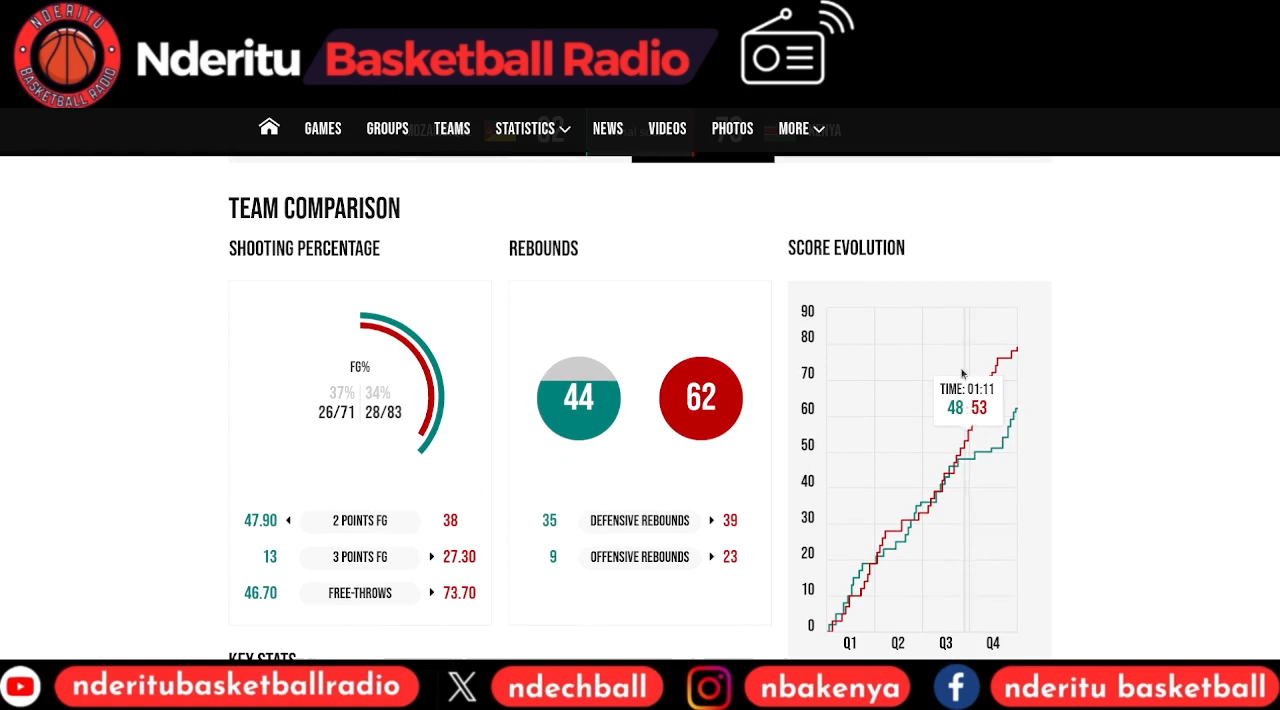 NDERITU
BASKETBALL RADIO
Nderitu Basketball Radio
GAMES GROUPS TEAMS STATISTICS NEWS VIDEOS PHOTOS MORE
TEAM COMPARISON
SHOOTING PERCENTAGE
FG%
37% 34%
26/71 28/83
47.90 2 POINTS FG 38
13 3 POINTS FG 27.30
46.70 FREE-THROWS 73.70
REBOUNDS
44 62
35 DEFENSIVE REBOUNDS 39
9 OFFENSIVE REBOUNDS 23
SCORE EVOLUTION
90
80
70
60
50
40
30
20
10
0
TIME: 01:11
48 53
Q1 Q2 Q3 Q4
KEY STATS
nderitubasketballradio ndechball nbakenya nderitu basketball